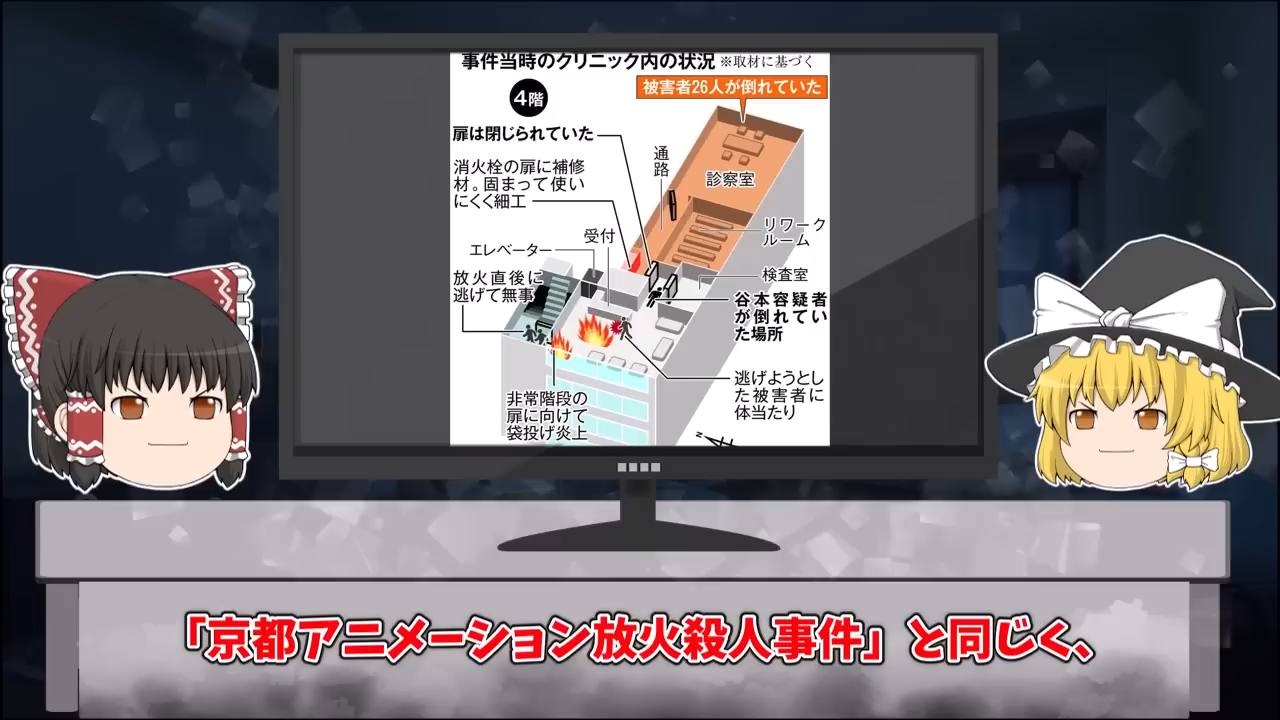 事件当時のクリニック内の状況 ※取材に基づく
4階
被害者26人が倒れていた
扉は閉じられていた
消火栓の扉に補修
材。固まって使い
にくく細工
通路
診察室
リワーク
ルーム
受付
エレベーター
検査室
放火直後に
逃げて無事
谷本容疑者
が倒れてい
た場所
非常階段の
扉に向けて
袋投げ炎上
逃げようとし
た被害者に
体当たり
N
「京都アニメーション放火殺人事件」と同じく、